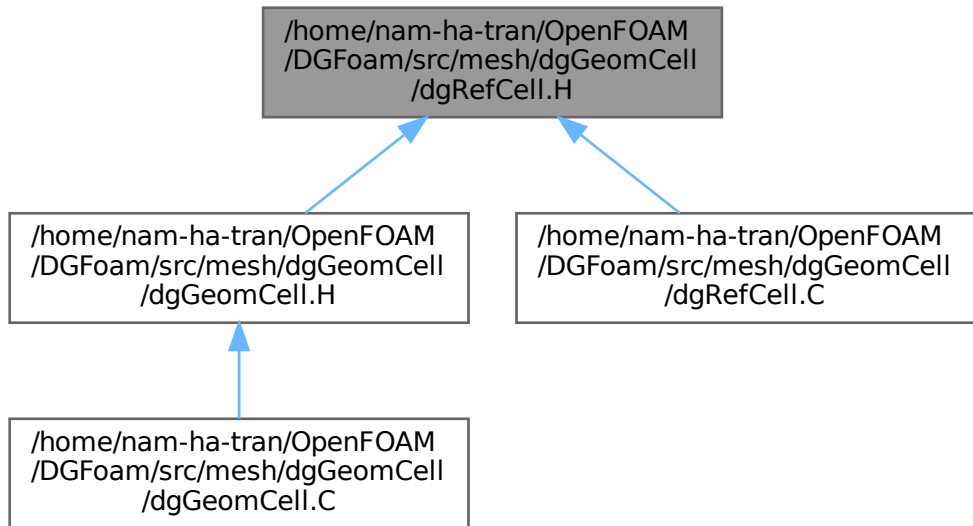 /home/nam-ha-tran/OpenFOAM
/DGFoam/src/mesh/dgGeomCell
/dgRefCell.H
/home/nam-ha-tran/OpenFOAM
/DGFoam/src/mesh/dgGeomCell
/dgGeomCell.H
/home/nam-ha-tran/OpenFOAM
/DGFoam/src/mesh/dgGeomCell
/dgRefCell.C
/home/nam-ha-tran/OpenFOAM
/DGFoam/src/mesh/dgGeomCell
/dgGeomCell.C